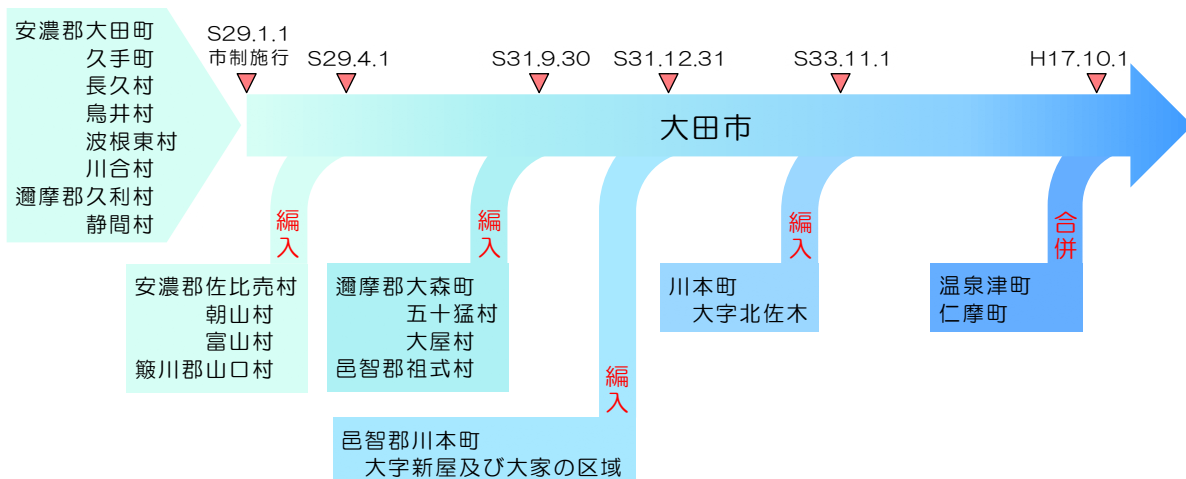 安濃郡大田町
久手町
長久村
鳥井村
波根東村
川合村
邇摩郡久利村
静間村
S29.1.1
市制施行
S29.4.1
S31.9.30
S31.12.31
S33.11.1
H17.10.1
大田市
編入
安濃郡佐比売村
朝山村
富山村
簸川郡山口村
編入
邇摩郡大森町
五十猛村
大屋村
邑智郡祖式村
編入
邑智郡川本町
大字新屋及び大家の区域
編入
川本町
大字北佐木
合併
温泉津町
仁摩町